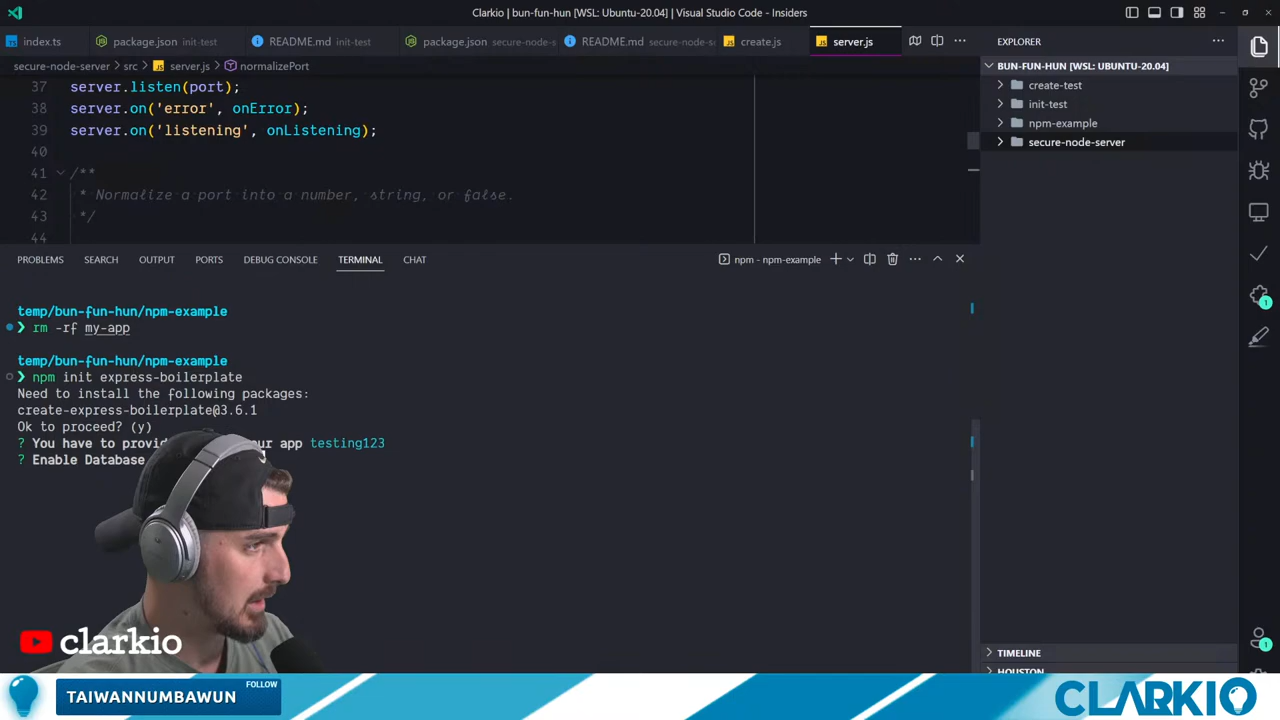 Clarkio | bun-fun-hun [WSL: Ubuntu-20.04] | Visual Studio Code - Insiders
index.ts
package.json init-test
README.md init-test
package.json secure-node-s
README.md secure-node-s
create.js
server.js
secure-node-server > src > server.js > normalizePort
37 server.listen(port);
38 server.on('error', onError);
39 server.on('listening', onListening);
40
41 /**
42 * Normalize a port into a number, string, or false.
43 */
44
PROBLEMS SEARCH OUTPUT PORTS DEBUG CONSOLE TERMINAL CHAT
npm - npm-example
temp/bun-fun-hun/npm-example
❯ rm -rf my-app
temp/bun-fun-hun/npm-example
❯ npm init express-boilerplate
Need to install the following packages:
create-express-boilerplate@3.6.1
Ok to proceed? (y)
? You have to app testing123
? Enable Database
EXPLORER
BUN-FUN-HUN [WSL: UBUNTU-20.04]
create-test
init-test
npm-example
secure-node-server
TIMELINE
HOUSTON
1
1
clarkio
TAIWANNUMBAWUN
FOLLOW
CLARKIO